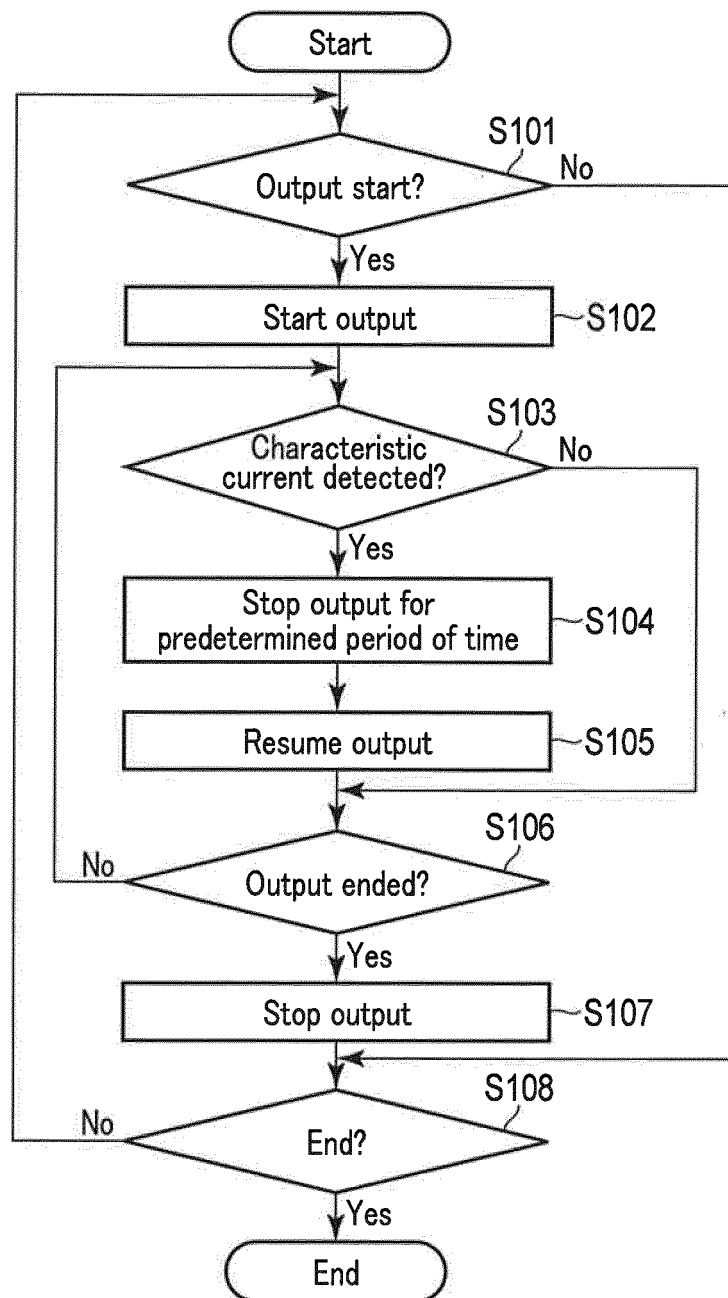 Start
S101
Output start?
No
Yes
Start output
S102
S103
Characteristic
current detected?
No
Yes
Stop output for
predetermined period of time
S104
Resume output
S105
S106
No
Output ended?
Yes
Stop output
S107
S108
No
End?
Yes
End